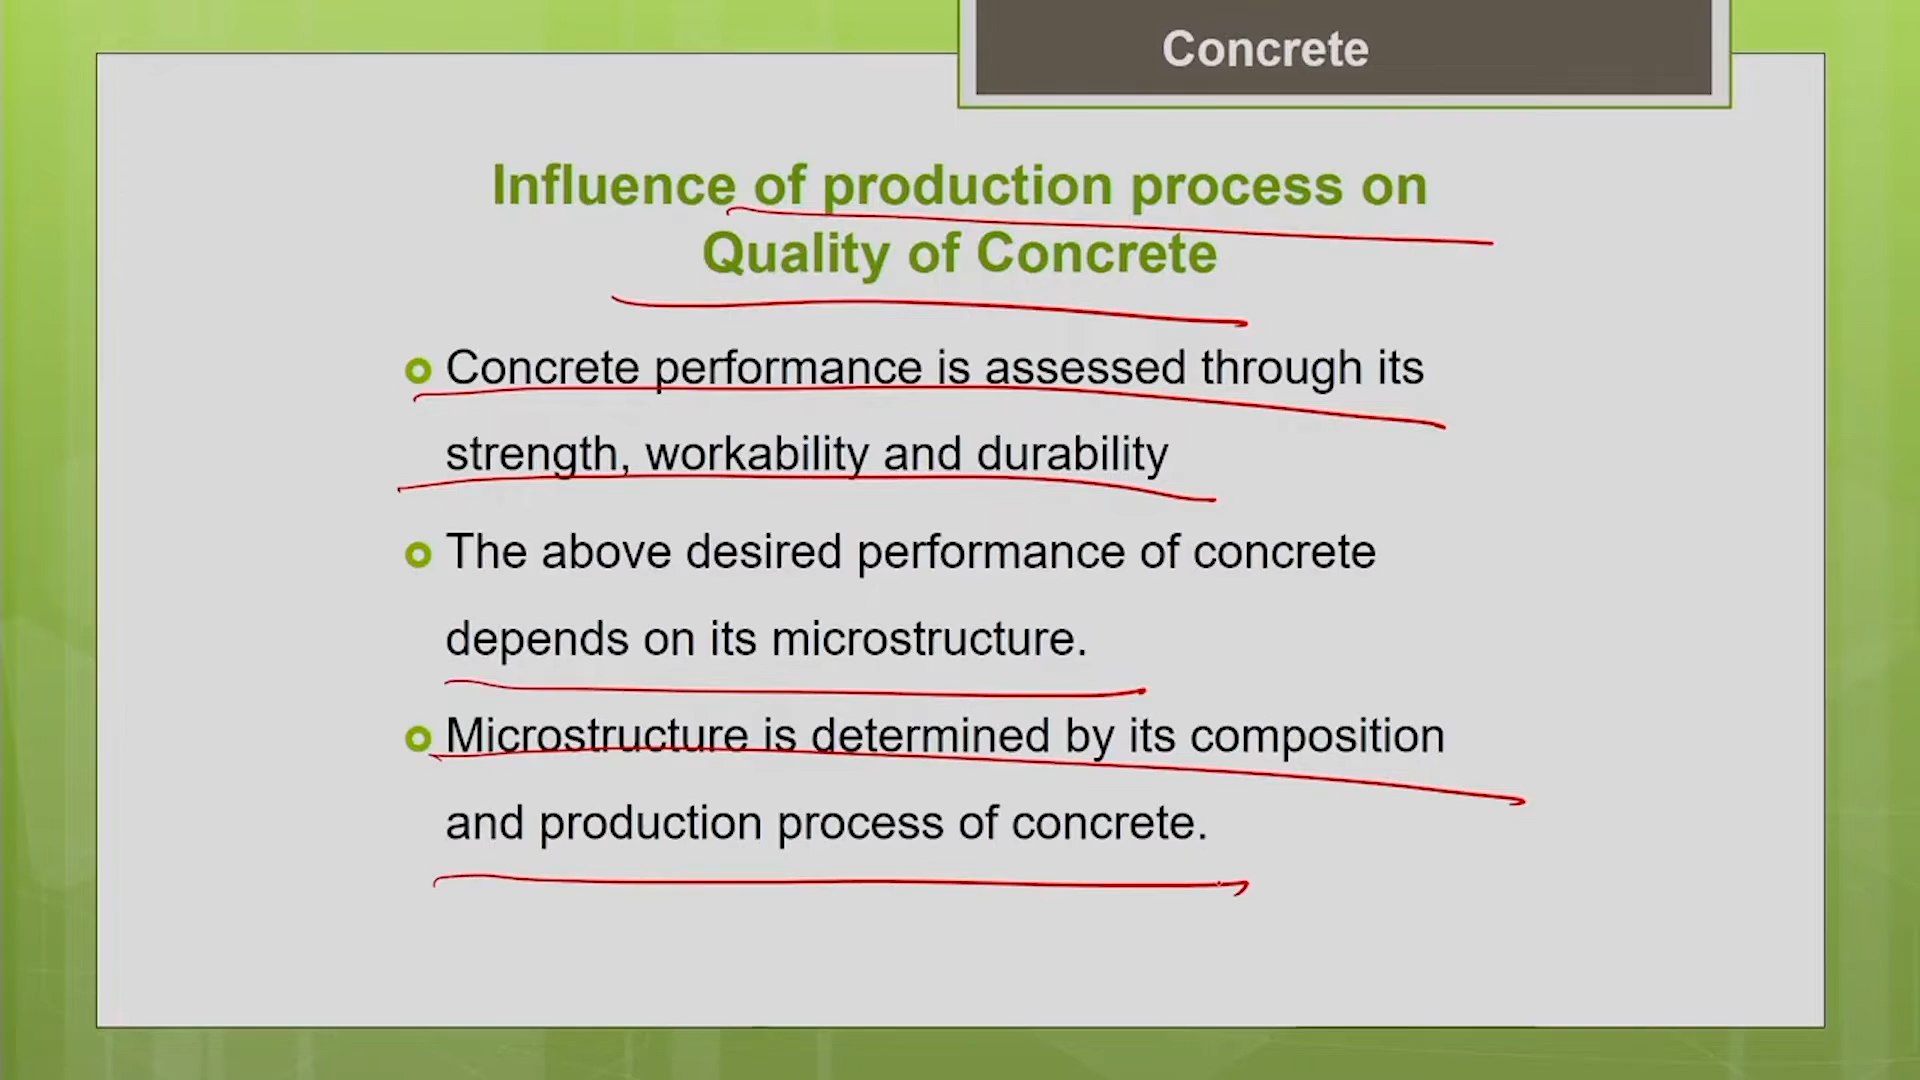 Concrete
Influence of production process on
Quality of Concrete
Concrete performance is assessed through its
strength, workability and durability
The above desired performance of concrete
depends on its microstructure.
Microstructure is determined by its composition
and production process of concrete.